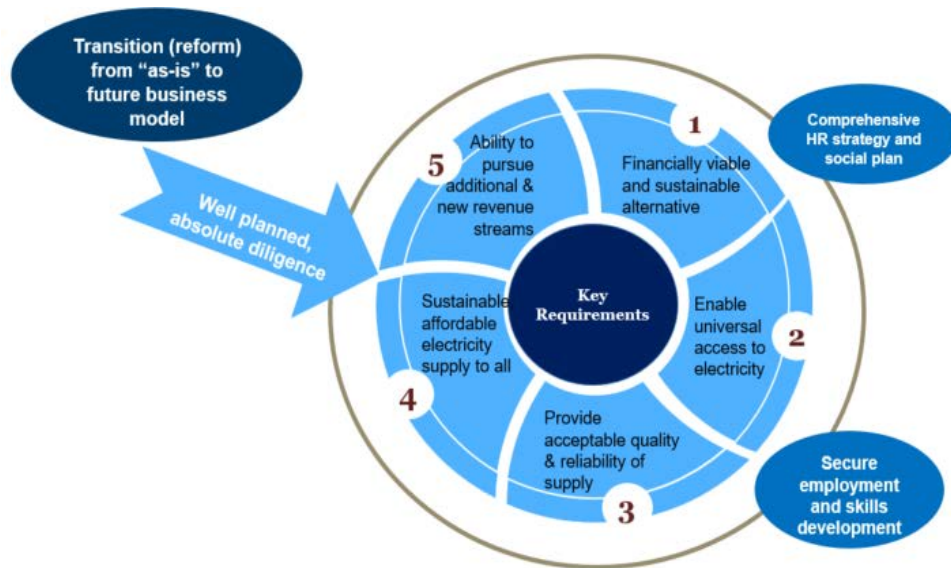 Transition (reform)
from “as-is” to
future business
model
Well planned,
absolute diligence
Key
Requirements
1
Financially viable
and sustainable
alternative
2
Enable
universal
access to
electricity
3
Provide
acceptable quality
& reliability of
supply
4
Sustainable
affordable
electricity
supply to all
5
Ability to
pursue
additional &
new revenue
streams
Comprehensive
HR strategy and
social plan
Secure
employment
and skills
development